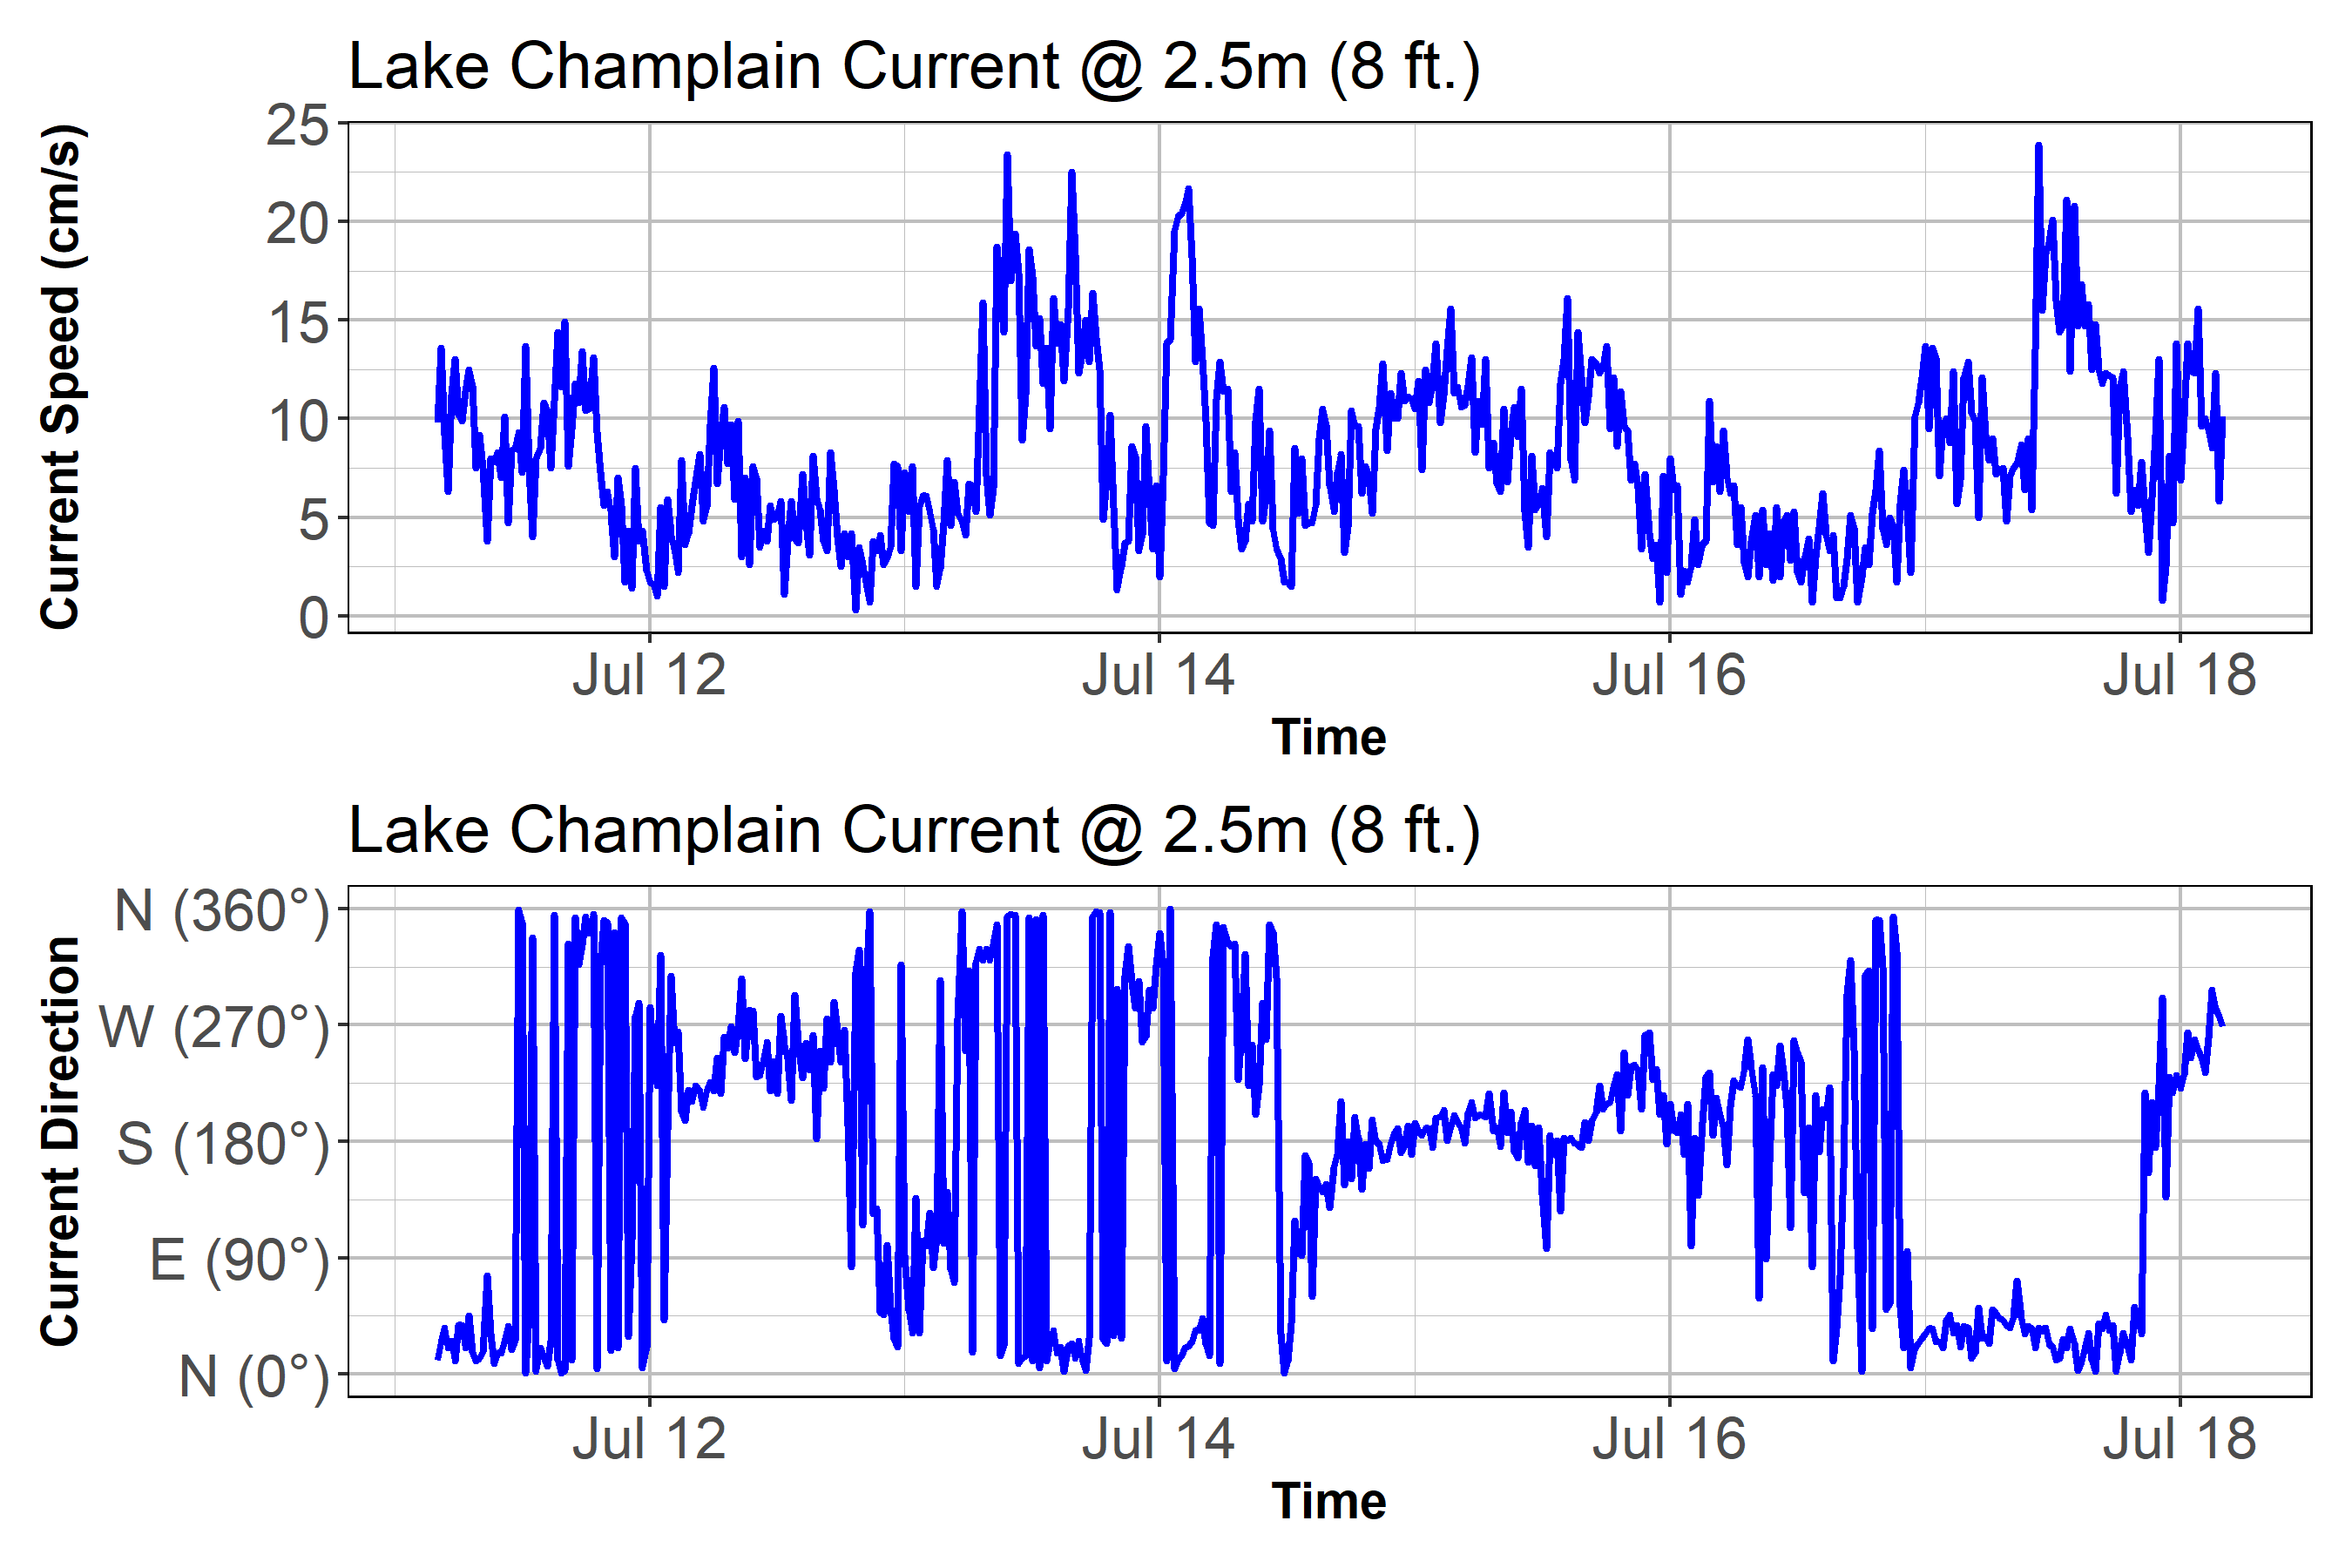 Lake Champlain Current @ 2.5m (8 ft.)
Current Speed (cm/s)
25
20
15
10
5
0
Jul 12 Jul 14 Jul 16 Jul 18
Time
Lake Champlain Current @ 2.5m (8 ft.)
Current Direction
N (360°)
W (270°)
S (180°)
E (90°)
N (0°)
Jul 12 Jul 14 Jul 16 Jul 18
Time